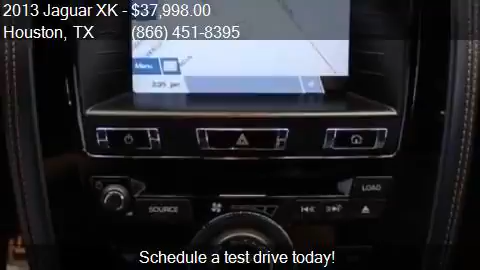 2013 Jaguar XK - $37,998.00
Houston, TX (866) 451-8395
Menu
LOAD
SOURCE
Schedule a test drive today!